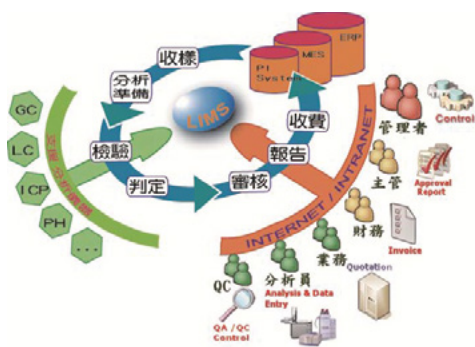 ERP
MES
PI
System
收樣
分析
準備
LIMS
收費
檢驗
報告
判定
審核
GC
LC
ICP
PH
...
INTERNET / INTRANET
管理者
Control
主管
Approval
Report
財務
Invoice
業務
Quotation
分析員
Analysis & Data
Entry
QC
QA / QC
Control